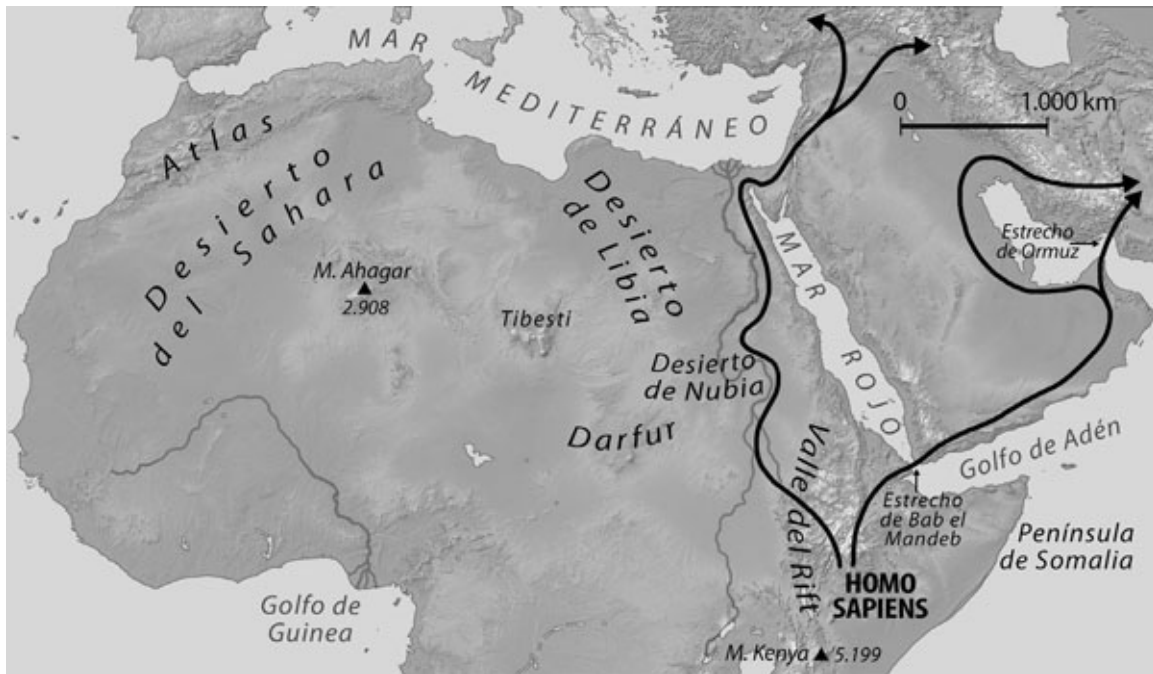 MAR
MEDITERRÁNEO
0 1.000 km
Atlas
Desierto
del Sahara
Desierto
de Libia
M. Ahagar
2.908
Tibesti
MAR ROJO
Estrecho
de Ormuz
Desierto
de Nubia
Darfur
Valle del Rift
Golfo de Adén
Estrecho
de Bab el
Mandeb
Península
de Somalia
HOMO
SAPIENS
Golfo de
Guinea
M. Kenya 5.199